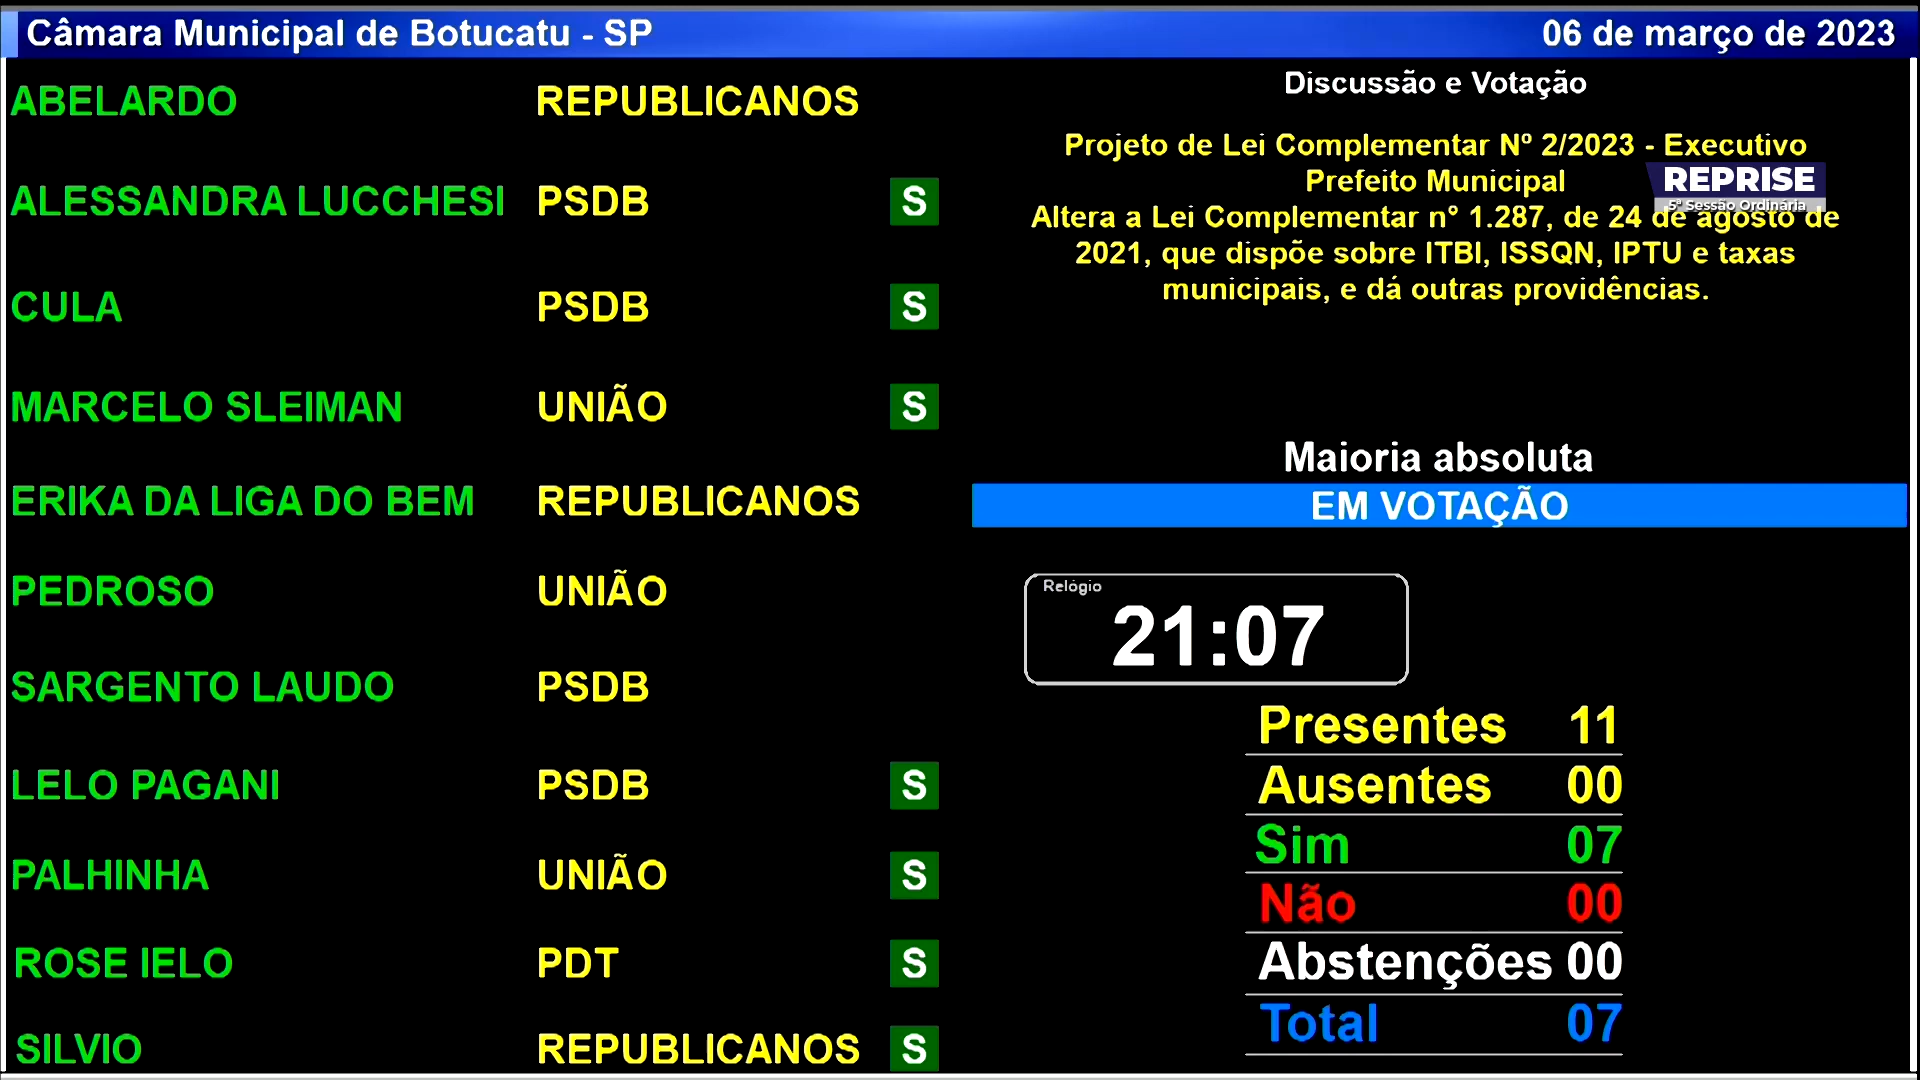 Câmara Municipal de Botucatu - SP
06 de março de 2023
ABELARDO REPUBLICANOS
ALESSANDRA LUCCHESI PSDB S
CULA PSDB S
MARCELO SLEIMAN UNIÃO S
ERIKA DA LIGA DO BEM REPUBLICANOS
PEDROSO UNIÃO
SARGENTO LAUDO PSDB
LELO PAGANI PSDB S
PALHINHA UNIÃO S
ROSE IELO PDT S
SILVIO REPUBLICANOS S
Discussão e Votação
Projeto de Lei Complementar Nº 2/2023 - Executivo
Prefeito Municipal
REPRISE
5ª Sessão Ordinária
Altera a Lei Complementar n° 1.287, de 24 de agosto de
2021, que dispõe sobre ITBI, ISSQN, IPTU e taxas
municipais, e dá outras providências.
Maioria absoluta
EM VOTAÇÃO
Relógio
21:07
Presentes 11
Ausentes 00
Sim 07
Não 00
Abstenções 00
Total 07